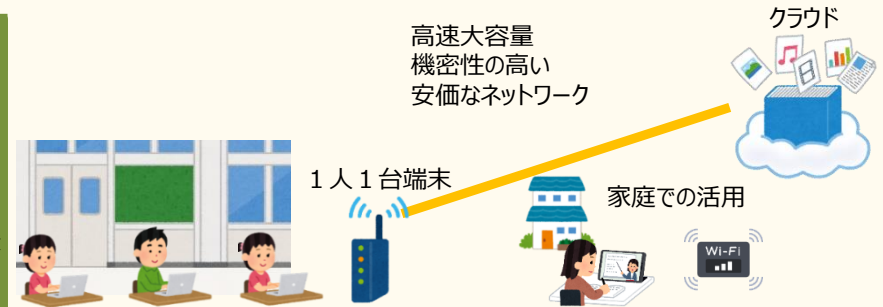 クラウド
高速大容量
機密性の高い
安価なネットワーク
１人１台端末
家庭での活用
Wi-Fi